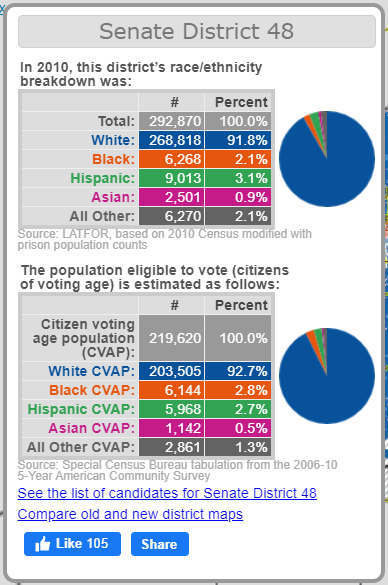 Senate District 48
In 2010, this district's race/ethnicity
breakdown was:
# Percent
Total: 292,870 100.0%
White: 268,818 91.8%
Black: 6,268 2.1%
Hispanic: 9,013 3.1%
Asian: 2,501 0.9%
All Other: 6,270 2.1%
Source: LATFOR, based on 2010 Census modified with
prison population counts
The population eligible to vote (citizens
of voting age) is estimated as follows:
# Percent
Citizen voting
age population
(CVAP): 219,620 100.0%
White CVAP: 203,505 92.7%
Black CVAP: 6,144 2.8%
Hispanic CVAP: 5,968 2.7%
Asian CVAP: 1,142 0.5%
All Other CVAP: 2,861 1.3%
Source: Special Census Bureau tabulation from the 2006-10
5-Year American Community Survey
See the list of candidates for Senate District 48
Compare old and new district maps
Like 105 Share